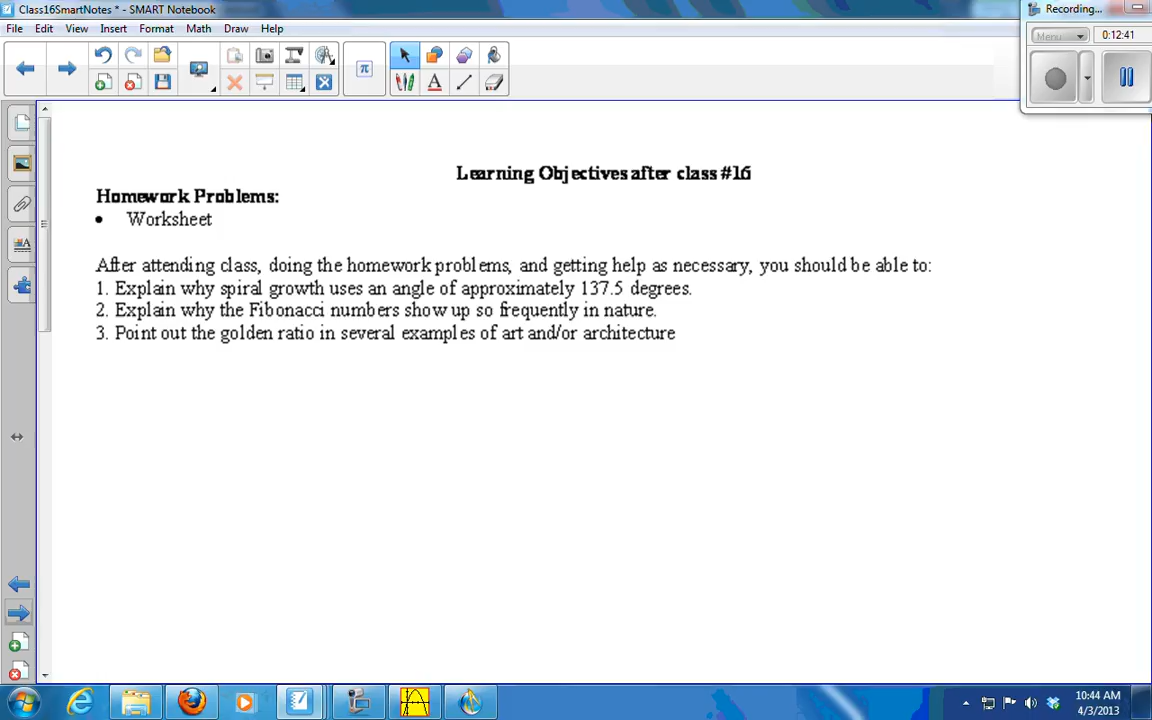 Class16SmartNotes * - SMART Notebook
Recording...
File Edit View Insert Format Math Draw Help
Menu
0:12:41
π
A
Learning Objectives after class #16
Homework Problems:
• Worksheet
After attending class, doing the homework problems, and getting help as necessary, you should be able to:
1. Explain why spiral growth uses an angle of approximately 137.5 degrees.
2. Explain why the Fibonacci numbers show up so frequently in nature.
3. Point out the golden ratio in several examples of art and/or architecture
10:44 AM
4/3/2013